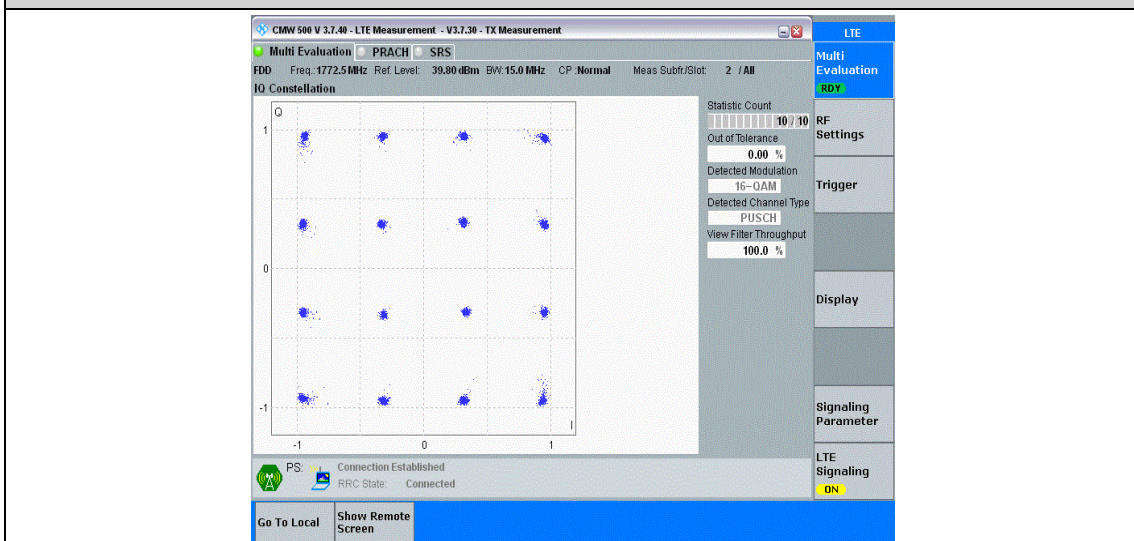 CMW 500 V 3.7.40 - LTE Measurement - V3.7.30 - TX Measurement
LTE
Multi Evaluation PRACH SRS
FDD Freq.:1772.5 MHz Ref. Level: 39.80 dBm BW:15.0 MHz CP :Normal Meas Subfr./Slot: 2 / All
IQ Constellation
Q
1
0
-1
I
-1 0 1
Statistic Count
10 / 10
Out of Tolerance
0.00 %
Detected Modulation
16-QAM
Detected Channel Type
PUSCH
View Filter Throughput
100.0 %
Multi
Evaluation
RDY
RF
Settings
Trigger
Display
Signaling
Parameter
LTE
Signaling
ON
PS: Connection Established
RRC State: Connected
Go To Local
Show Remote
Screen